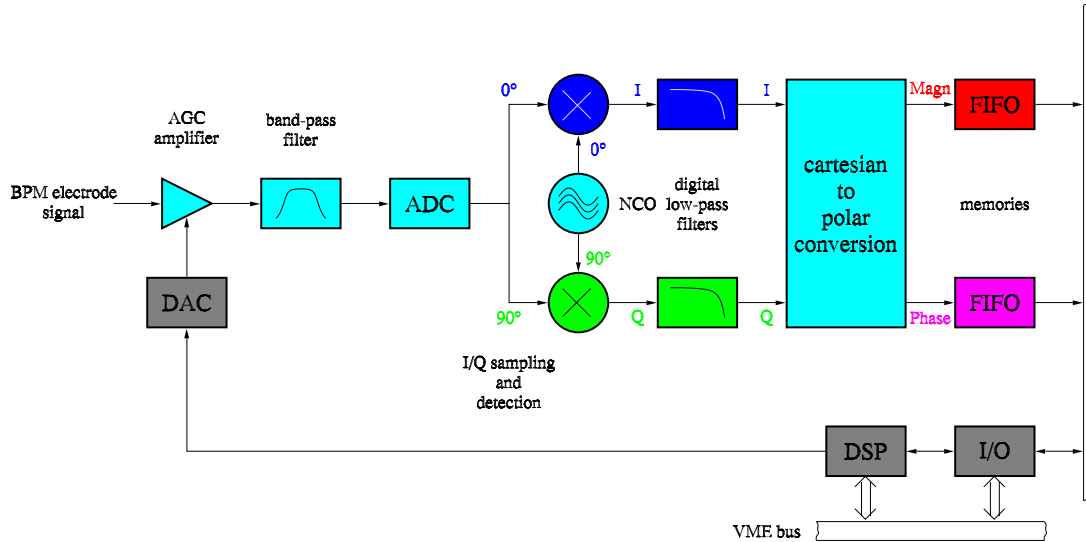 AGC
amplifier
band-pass
filter
BPM electrode
signal
ADC
DAC
0°
90°
0°
90°
NCO
I
Q
digital
low-pass
filters
I
Q
I/Q sampling
and
detection
cartesian
to
polar
conversion
Magn
Phase
FIFO
memories
FIFO
DSP
I/O
VME bus